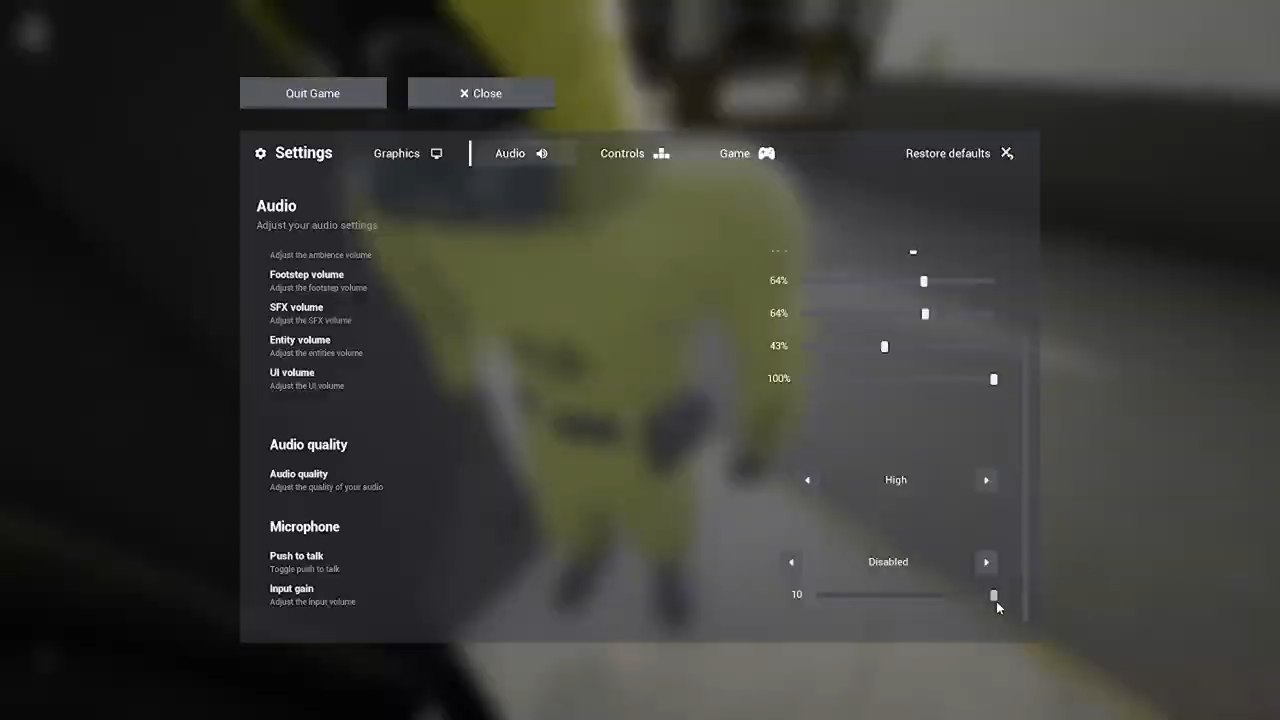 Quit Game
Close
Settings
Graphics
Audio
Controls
Game
Restore defaults
Audio
Adjust your audio settings
Adjust the ambience volume
Footstep volume
64%
Adjust the footstep volume
SFX volume
64%
Adjust the SFX volume
Entity volume
43%
Adjust the entities volume
UI volume
100%
Adjust the UI volume
Audio quality
Audio quality
High
Adjust the quality of your audio
Microphone
Push to talk
Disabled
Toggle push to talk
Input gain
10
Adjust the input volume